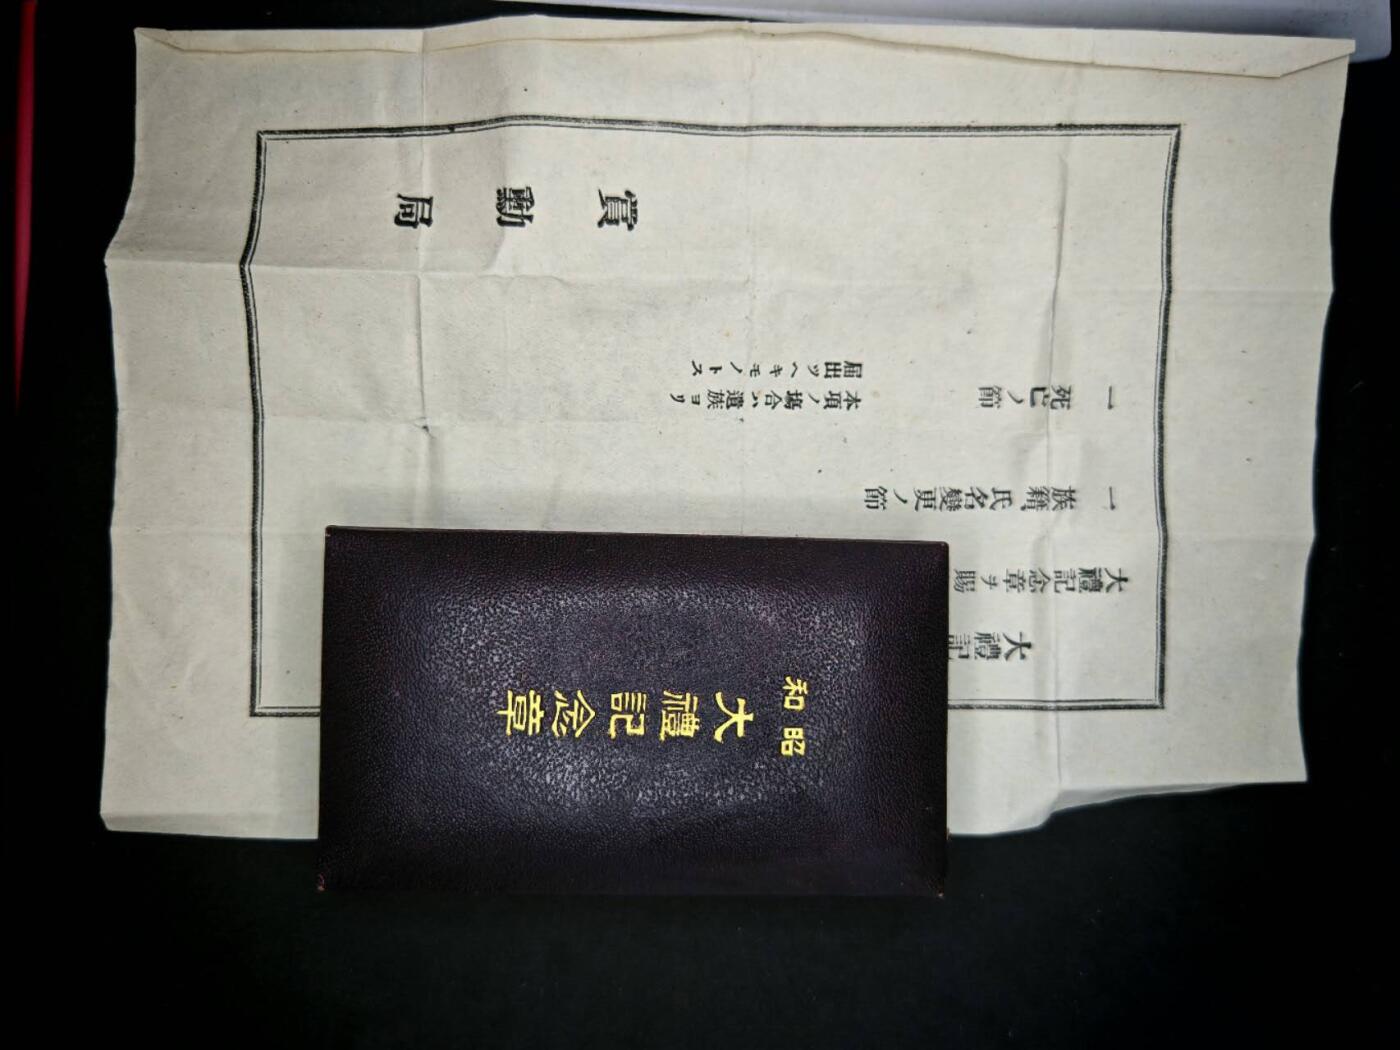 昭和
大禮記念章
大禮記
大禮記念章ヲ賜
一 族籍、氏名變更ノ節
一 死亡ノ節
本項ノ場合ハ遺族ヨリ
届出ツヘキモノトス
賞勳局